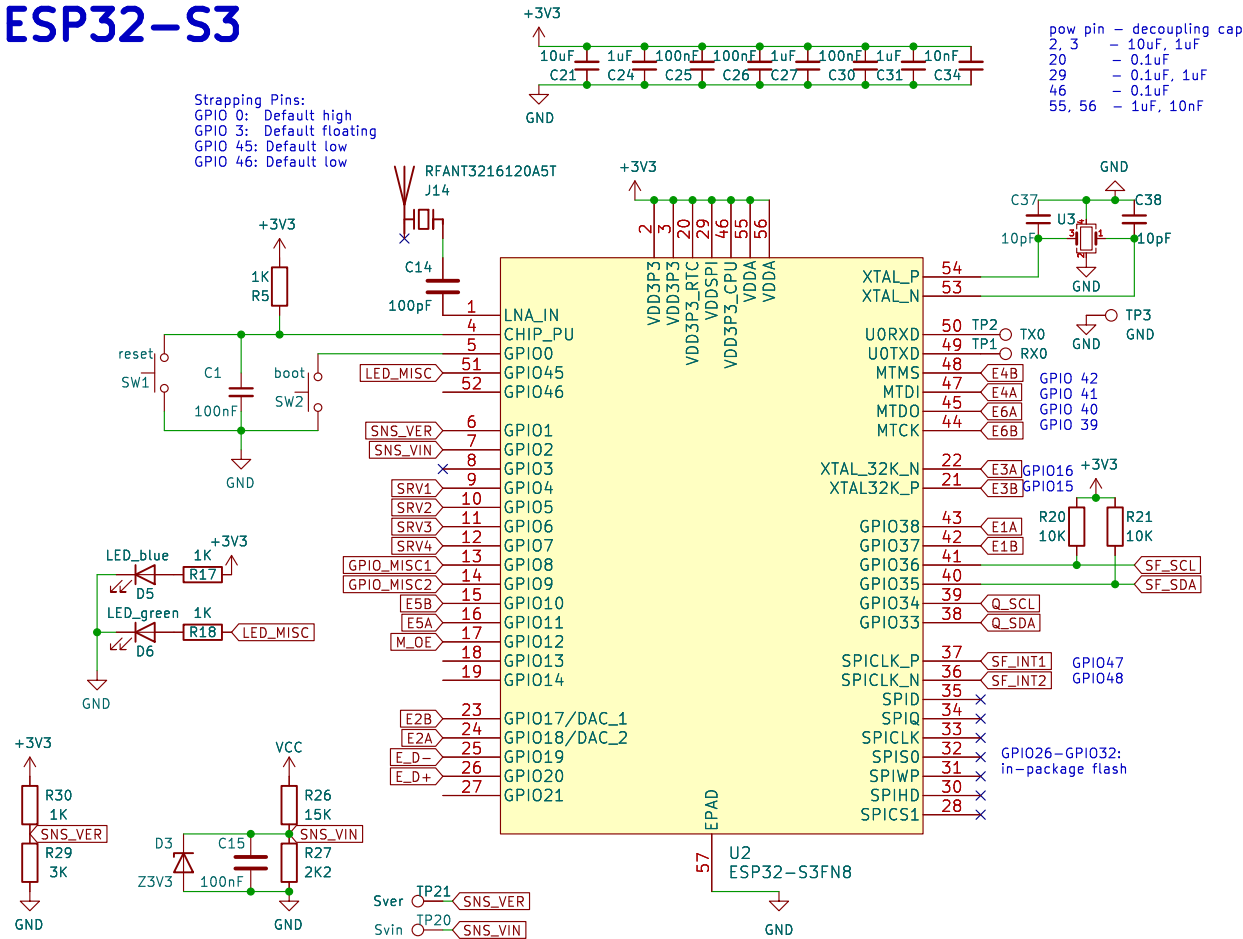 ESP32-S3
+3V3
10uF 1uF 100nF 100nF 1uF 100nF 1uF 10nF
C21 C24 C25 C26 C27 C30 C31 C34
GND
pow pin - decoupling cap
2, 3 - 10uF, 1uF
20 - 0.1uF
29 - 0.1uF, 1uF
46 - 0.1uF
55, 56 - 1uF, 10nF
Strapping Pins:
GPIO 0: Default high
GPIO 3: Default floating
GPIO 45: Default low
GPIO 46: Default low
RFANT3216120A5T
J14
C14
100pF
+3V3
1K
R5
reset
SW1
C1
100nF
boot
SW2
GND
+3V3
2 3 20 29 46 55 56
VDD3P3 VDD3P3 VDD3P3_RTC VDDSPI VDD3P3_CPU VDDA VDDA
GND
C37 C38
U3
10pF 10pF
3 1
4 2
GND
TP3
GND GND
1 LNA_IN
4 CHIP_PU
5 GPIO0
LED_MISC 51 GPIO45
52 GPIO46
SNS_VER 6 GPIO1
SNS_VIN 7 GPIO2
8 GPIO3
SRV1 9 GPIO4
SRV2 10 GPIO5
SRV3 11 GPIO6
SRV4 12 GPIO7
GPIO_MISC1 13 GPIO8
GPIO_MISC2 14 GPIO9
E5B 15 GPIO10
E5A 16 GPIO11
M_OE 17 GPIO12
18 GPIO13
19 GPIO14
E2B 23 GPIO17/DAC_1
E2A 24 GPIO18/DAC_2
E_D- 25 GPIO19
E_D+ 26 GPIO20
27 GPIO21
XTAL_P 54
XTAL_N 53
U0RXD 50 TP2 TX0
U0TXD 49 TP1 RX0
MTMS 48 E4B GPIO 42
MTDI 47 E4A GPIO 41
MTDO 45 E6A GPIO 40
MTCK 44 E6B GPIO 39
XTAL_32K_N 22 E3A GPIO16
XTAL32K_P 21 E3B GPIO15
+3V3
R20 R21
10K 10K
GPIO38 43 E1A
GPIO37 42 E1B
GPIO36 41 SF_SCL
GPIO35 40 SF_SDA
GPIO34 39 Q_SCL
GPIO33 38 Q_SDA
SPICLK_P 37 SF_INT1 GPIO47
SPICLK_N 36 SF_INT2 GPIO48
SPID 35
SPIQ 34
SPICLK 33
SPIS0 32
SPIWP 31
SPIHD 30
SPICS1 28
GPIO26-GPIO32:
in-package flash
EPAD
57
U2
ESP32-S3FN8
GND
LED_blue 1K +3V3
D5 R17
LED_green 1K
D6 R18 LED_MISC
GND
+3V3
R30
1K
SNS_VER
R29
3K
GND
VCC
R26
15K
SNS_VIN
D3 C15 R27
Z3V3 100nF 2K2
GND
Sver TP21 SNS_VER
Svin TP20 SNS_VIN